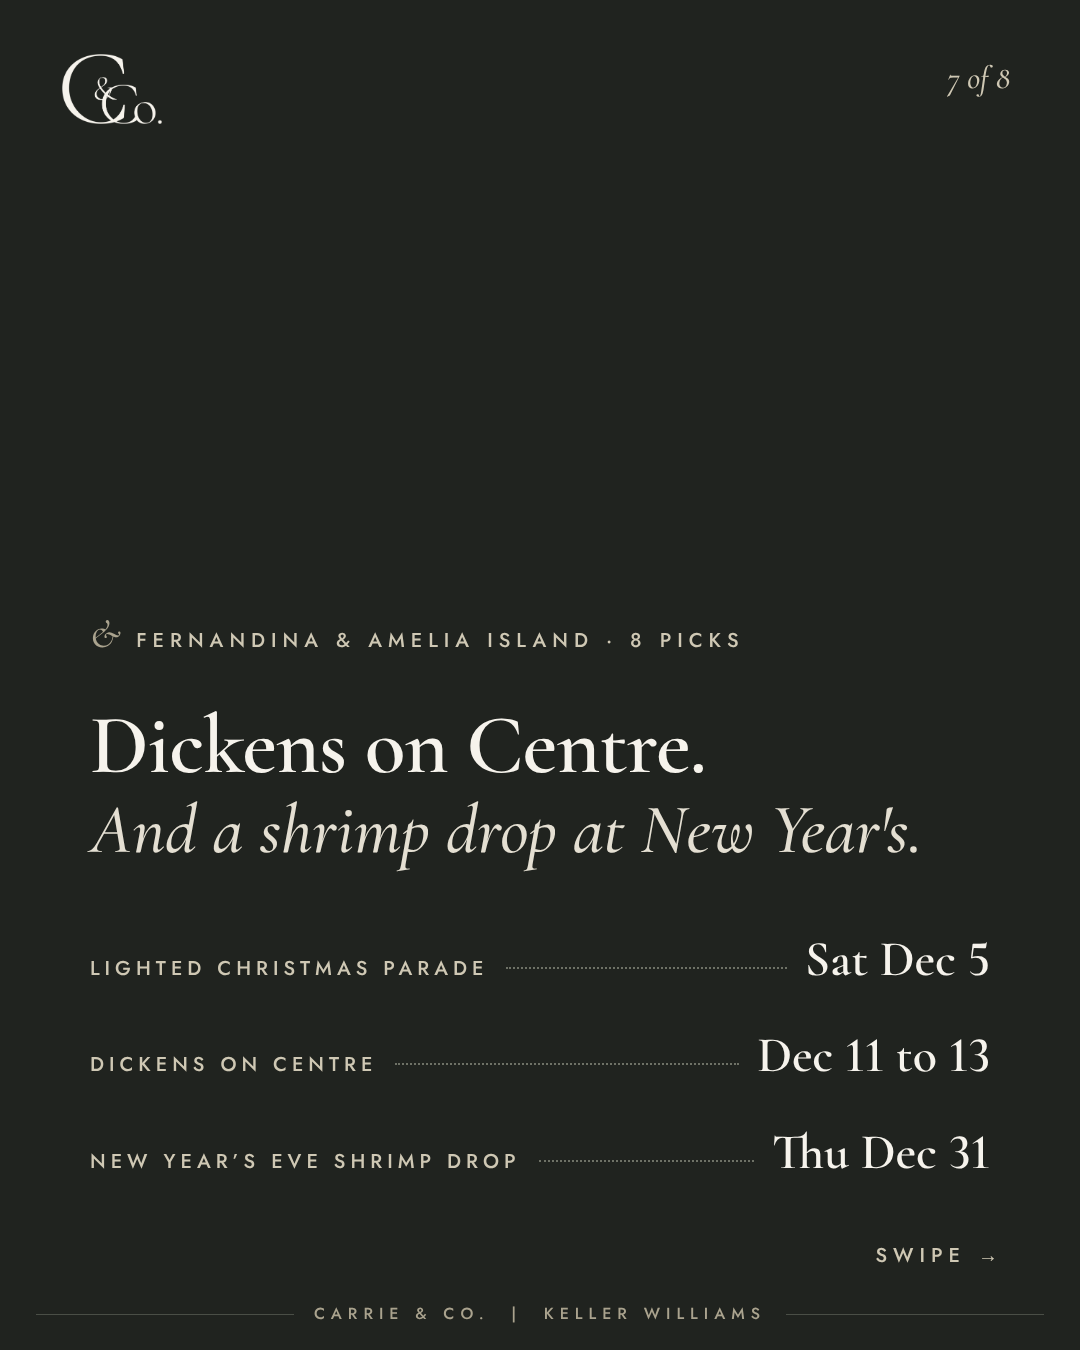 C&Co.
7 of 8
& FERNANDINA & AMELIA ISLAND · 8 PICKS
Dickens on Centre.
And a shrimp drop at New Year's.
LIGHTED CHRISTMAS PARADE Sat Dec 5
DICKENS ON CENTRE Dec 11 to 13
NEW YEAR’S EVE SHRIMP DROP Thu Dec 31
SWIPE →
CARRIE & CO. | KELLER WILLIAMS